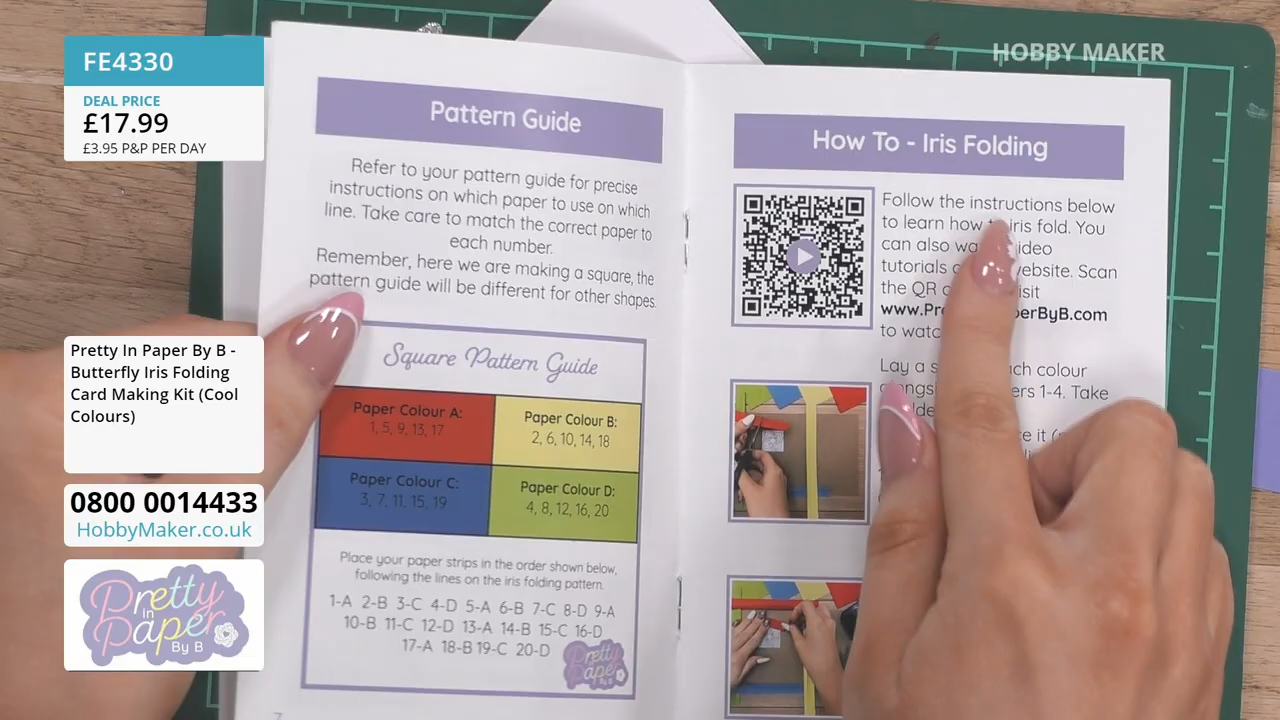 FE4330
DEAL PRICE
£17.99
£3.95 P&P PER DAY
Pretty In Paper By B -
Butterfly Iris Folding
Card Making Kit (Cool
Colours)
0800 0014433
HobbyMaker.co.uk
Pretty
in
Paper
By B
HOBBY MAKER
Pattern Guide
Refer to your pattern guide for precise
instructions on which paper to use on which
line. Take care to match the correct paper to
each number.
Remember, here we are making a square, the
pattern guide will be different for other shapes.
Square Pattern Guide
Paper Colour A:
1, 5, 9, 13, 17
Paper Colour B:
2, 6, 10, 14, 18
Paper Colour C:
3, 7, 11, 15, 19
Paper Colour D:
4, 8, 12, 16, 20
Place your paper strips in the order shown below,
following the lines on the iris folding pattern.
1-A 2-B 3-C 4-D 5-A 6-B 7-C 8-D 9-A
10-B 11-C 12-D 13-A 14-B 15-C 16-D
17-A 18-B 19-C 20-D
Pretty
in
Paper
By B
How To - Iris Folding
Follow the instructions below
to learn how iris fold. You
can also
tutorials website. Scan
the QR
to
Lay a colour
1-4. Take